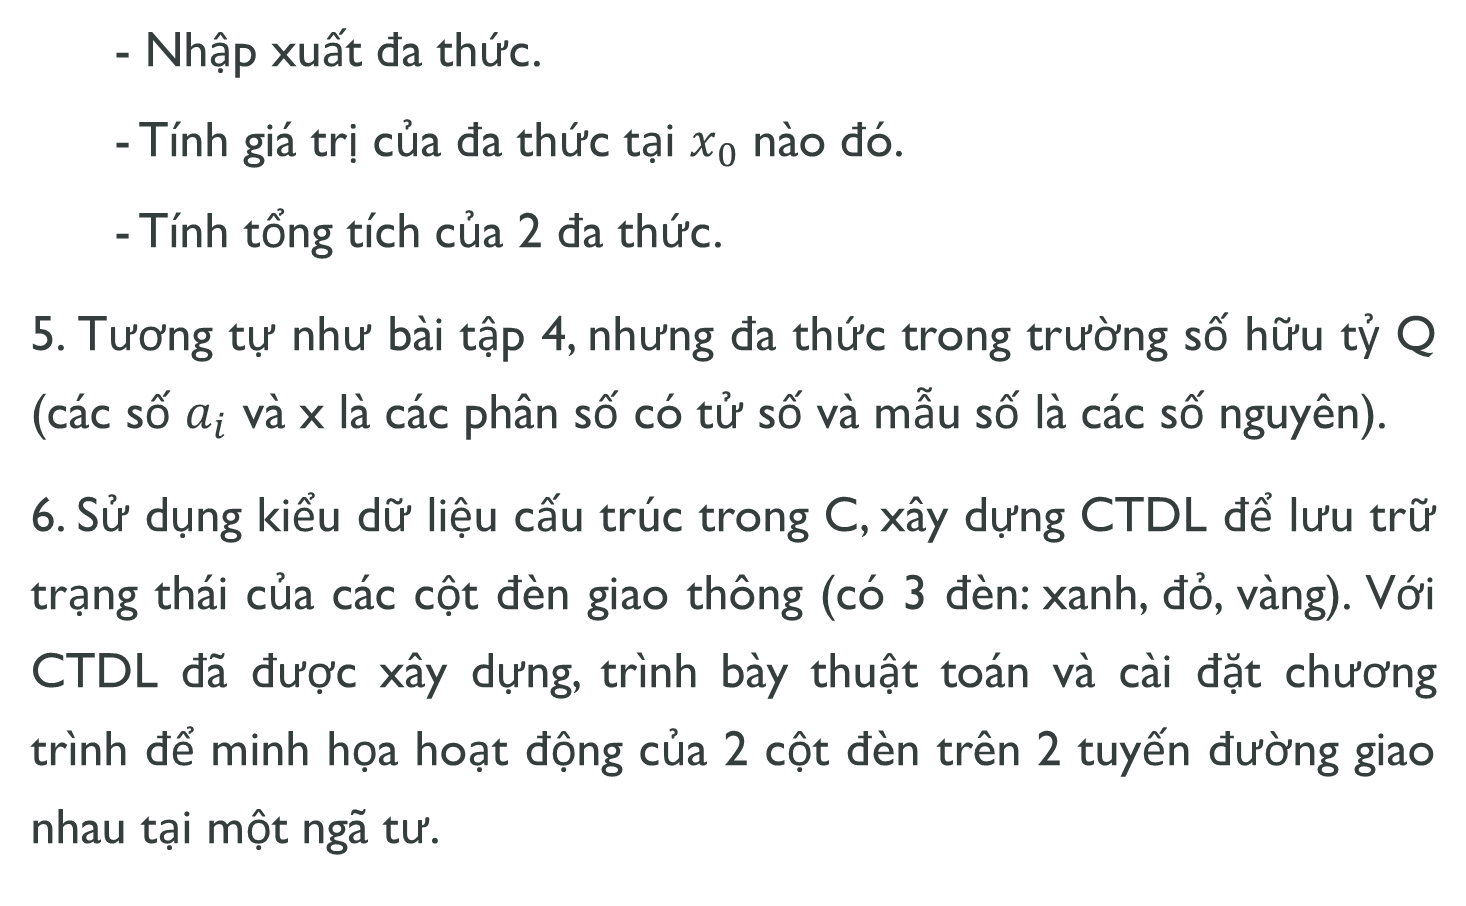 - Nhập xuất đa thức.
- Tính giá trị của đa thức tại $x_0$ nào đó.
- Tính tổng tích của 2 đa thức.
5. Tương tự như bài tập 4, nhưng đa thức trong trường số hữu tỷ Q
(các số $a_i$ và x là các phân số có tử số và mẫu số là các số nguyên).
6. Sử dụng kiểu dữ liệu cấu trúc trong C, xây dựng CTDL để lưu trữ
trạng thái của các cột đèn giao thông (có 3 đèn: xanh, đỏ, vàng). Với
CTDL đã được xây dựng, trình bày thuật toán và cài đặt chương
trình để minh họa hoạt động của 2 cột đèn trên 2 tuyến đường giao
nhau tại một ngã tư.